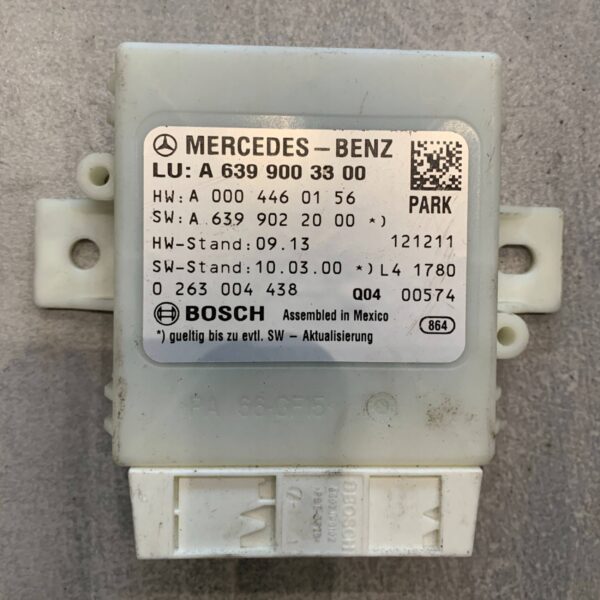 MERCEDES-BENZ
LU: A 639 900 33 00
HW: A 000 446 01 56
SW: A 639 902 20 00 *)
PARK
HW-Stand: 09.13 121211
SW-Stand: 10.03.00 *) L4 1780
0 263 004 438 Q04 00574
BOSCH Assembled in Mexico 864
*) gueltig bis zu evtl. SW - Aktualisierung
BOSCH